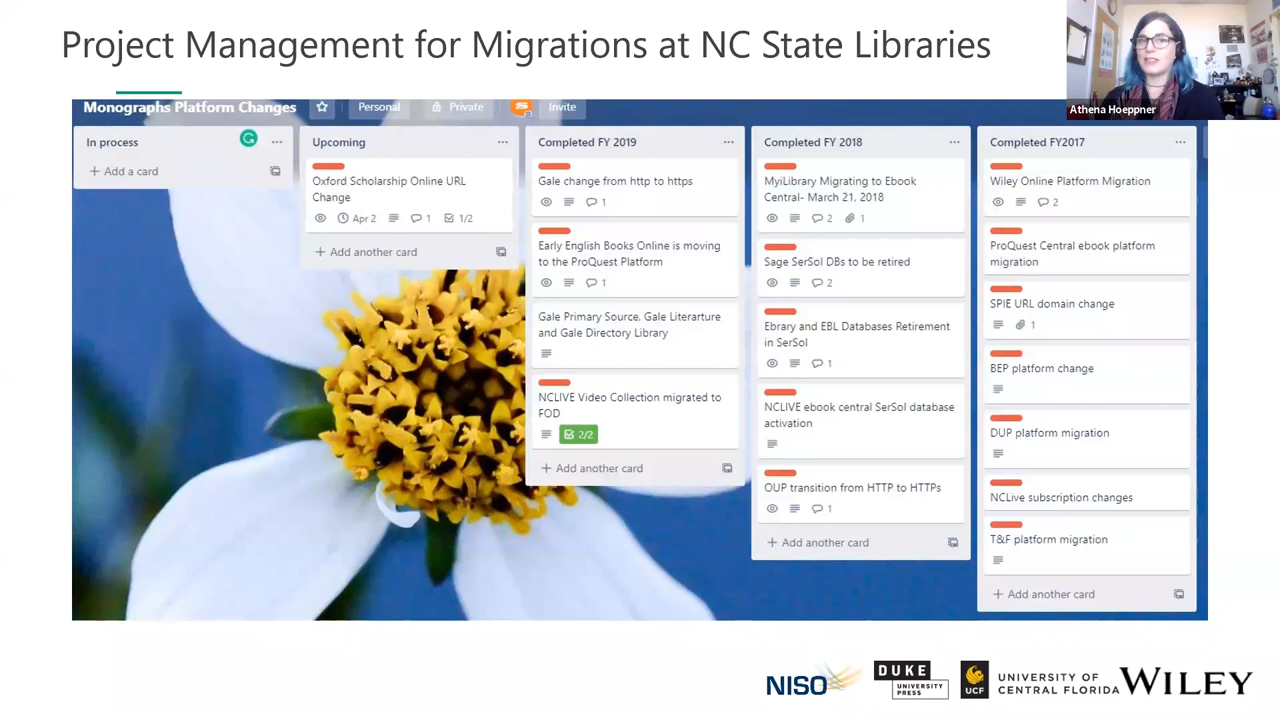 Project Management for Migrations at NC State Libraries
Athena Hoeppner
Monographs Platform Changes
Personal
Private
Invite
In process
+ Add a card
Upcoming
Oxford Scholarship Online URL
Change
Apr 2
1
1/2
+ Add another card
Completed FY 2019
Gale change from http to https
1
Early English Books Online is moving
to the ProQuest Platform
1
Gale Primary Source, Gale Literarture
and Gale Directory Library
NCLIVE Video Collection migrated to
FOD
2/2
+ Add another card
Completed FY 2018
MyiLibrary Migrating to Ebook
Central- March 21, 2018
2 1
Sage SerSol DBs to be retired
2
Ebrary and EBL Databases Retirement
in SerSol
1
NCLIVE ebook central SerSol database
activation
OUP transition from HTTP to HTTPs
1
+ Add another card
Completed FY2017
Wiley Online Platform Migration
2
ProQuest Central ebook platform
migration
SPIE URL domain change
1
BEP platform change
DUP platform migration
NCLive subscription changes
T&F platform migration
+ Add another card
NISO
DUKE
UNIVERSITY
PRESS
UCF
UNIVERSITY OF
CENTRAL FLORIDA
WILEY